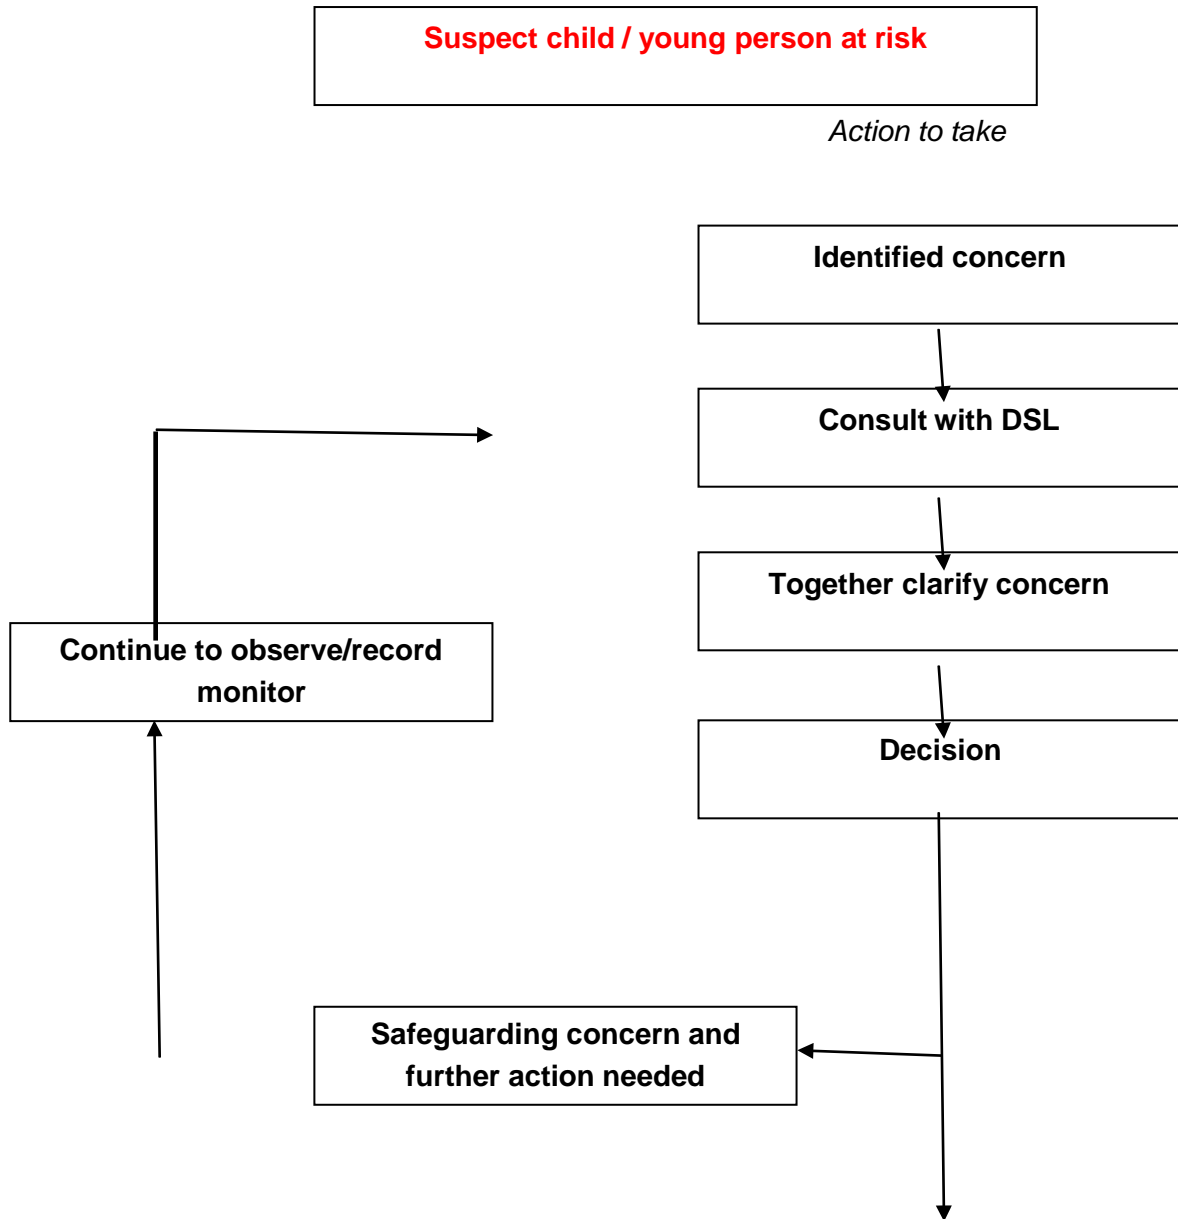 Suspect child / young person at risk
Action to take
Identified concern
Consult with DSL
Together clarify concern
Continue to observe/record
monitor
Decision
Safeguarding concern and
further action needed